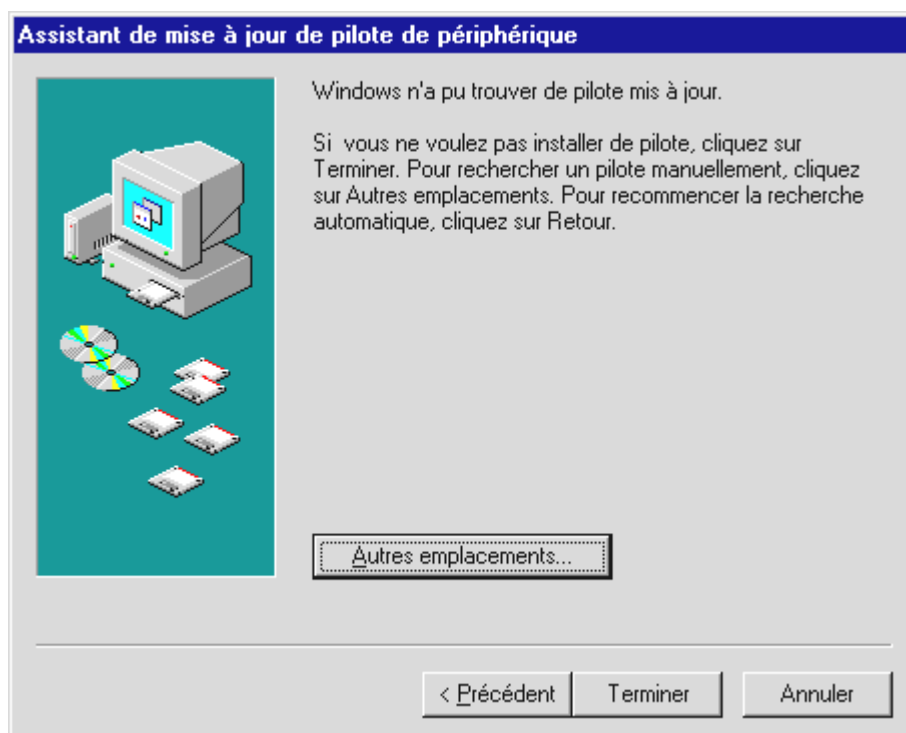 Assistant de mise à jour de pilote de périphérique
Windows n'a pu trouver de pilote mis à jour.
Si vous ne voulez pas installer de pilote, cliquez sur
Terminer. Pour rechercher un pilote manuellement, cliquez
sur Autres emplacements. Pour recommencer la recherche
automatique, cliquez sur Retour.
Autres emplacements...
< Précédent
Terminer
Annuler